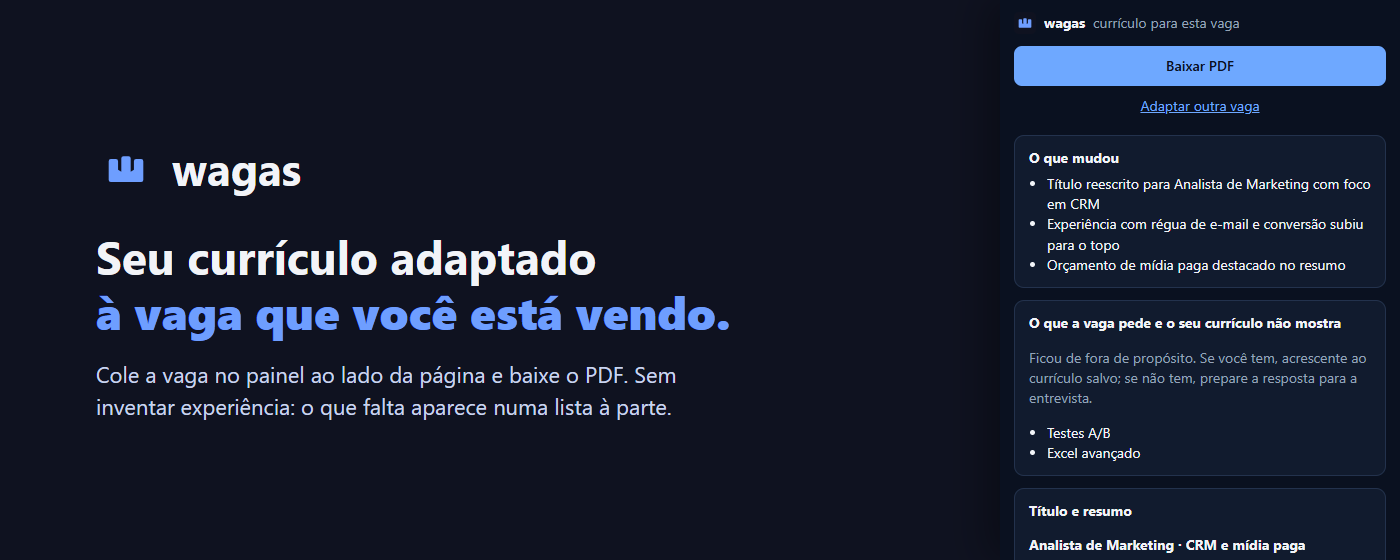 wagas
Seu currículo adaptado
à vaga que você está vendo.
Cole a vaga no painel ao lado da página e baixe o PDF. Sem
inventar experiência: o que falta aparece numa lista à parte.
wagas currículo para esta vaga
Baixar PDF
Adaptar outra vaga
O que mudou
• Título reescrito para Analista de Marketing com foco
em CRM
• Experiência com régua de e-mail e conversão subiu
para o topo
• Orçamento de mídia paga destacado no resumo
O que a vaga pede e o seu currículo não mostra
Ficou de fora de propósito. Se você tem, acrescente ao
currículo salvo; se não tem, prepare a resposta para a
entrevista.
• Testes A/B
• Excel avançado
Título e resumo
Analista de Marketing · CRM e mídia paga